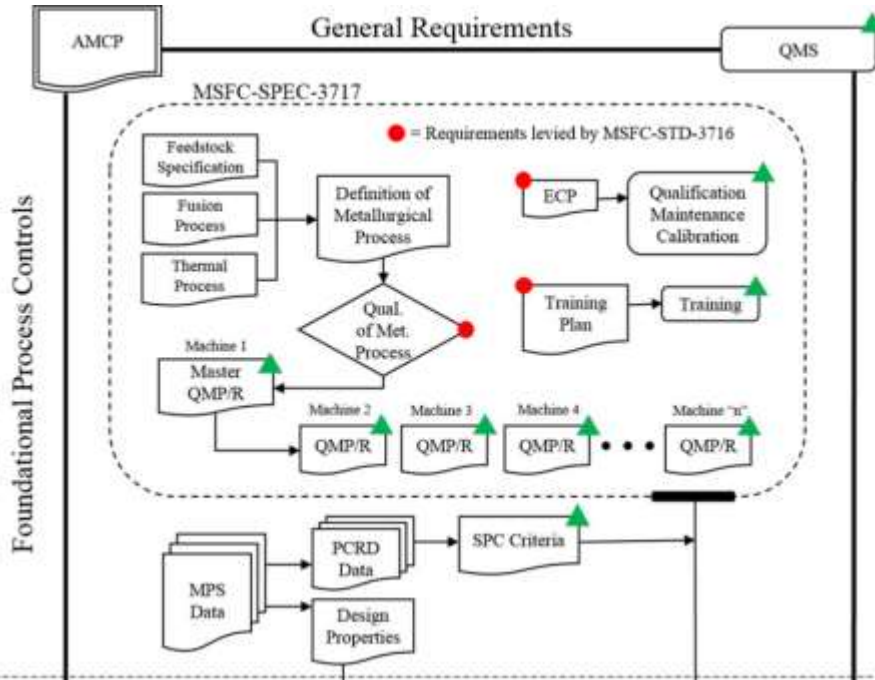 General Requirements
AMCP
QMS
MSFC-SPEC-3717
= Requirements levied by MSFC-STD-3716
Feedstock
Specification
Fusion
Process
Thermal
Process
Definition of
Metallurgical
Process
ECP
Qualification
Maintenance
Calibration
Qual.
of Met.
Process
Training
Plan
Training
Machine 1
Master
QMP/R
Machine 2
QMP/R
Machine 3
QMP/R
Machine 4
QMP/R
Machine "n"
QMP/R
Foundational Process Controls
MPS
Data
PCRD
Data
SPC Criteria
Design
Properties